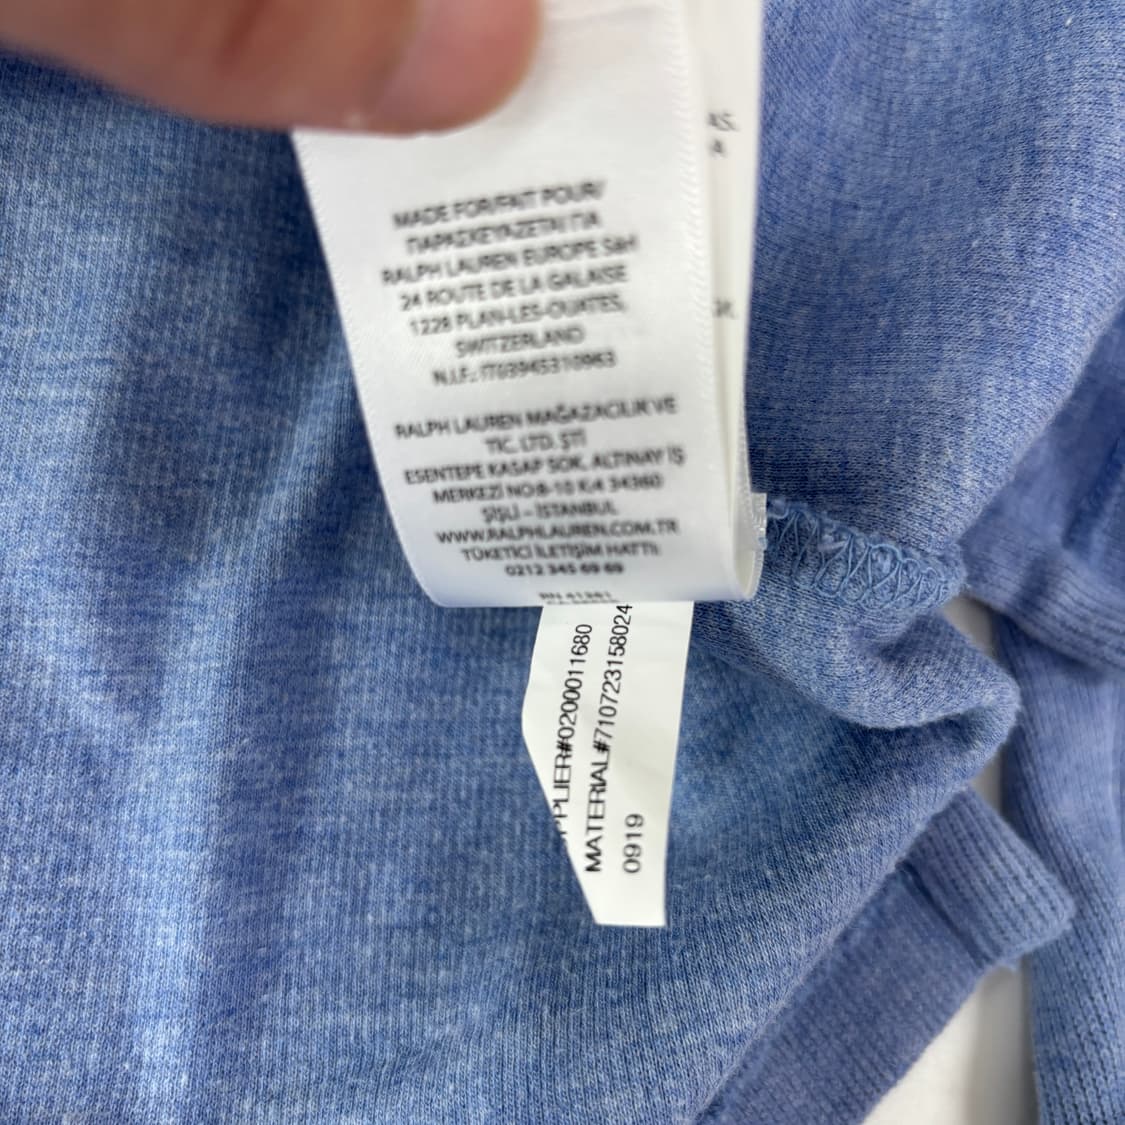 MADE FOR/FAIT POUR/
ΠΑΡΑΣΚΕΥΑΖΕΤΑΙ ΓΙΑ
RALPH LAUREN EUROPE Sàrl
24 ROUTE DE LA GALAISE
1228 PLAN-LES-OUATES,
SWITZERLAND
N.I.F.: IT03945310963
RALPH LAUREN MAĞAZACILIK VE
TIC. LTD. ŞTİ
ESENTEPE KASAP SOK. ALTINAY İŞ
MERKEZİ NO:8-10 K:4 34360
ŞİŞLİ – İSTANBUL
WWW.RALPHLAUREN.COM.TR
TÜKETİCİ İLETİŞİM HATTI:
0212 345 69 69
RN 41381
PPLIER#0200011680
MATERIAL#710723158024
0919